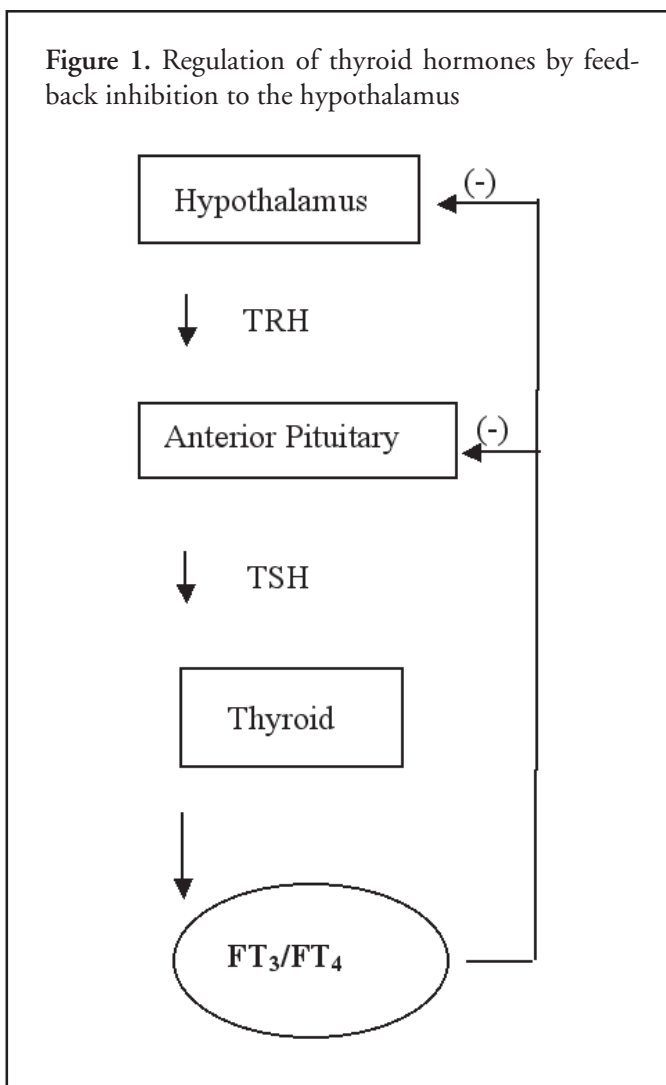 Figure 1. Regulation of thyroid hormones by feed-
back inhibition to the hypothalamus
Hypothalamus
(-)
TRH
Anterior Pituitary
(-)
TSH
Thyroid
FT₃/FT₄